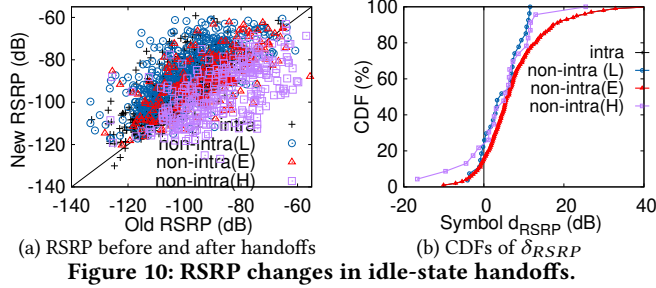 New RSRP (dB)
-60
-80
-100
-120
-140
-140
-120
-100
-80
-60
Old RSRP (dB)
intra
non-intra(L)
non-intra(E)
non-intra(H)
(a) RSRP before and after handoffs
CDF (%)
100
80
60
40
20
0
-20
0
20
40
Symbol dRSRP (dB)
intra
non-intra (L)
non-intra(E)
non-intra(H)
(b) CDFs of δRSRP
Figure 10: RSRP changes in idle-state handoffs.